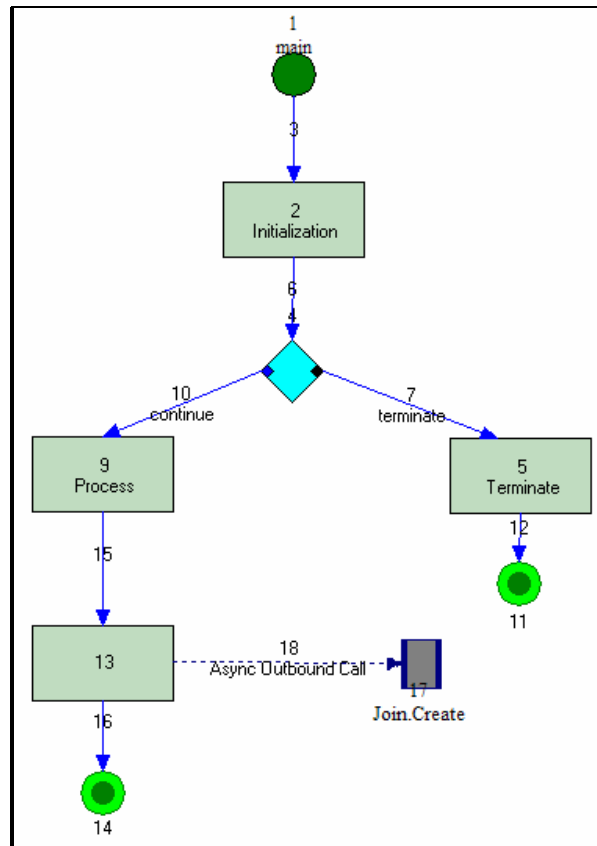 1
main
3
2
Initialization
6
4
10
continue
7
terminate
9
Process
5
Terminate
15
12
11
13
18
Async Outbound Call
17
Join.Create
16
14